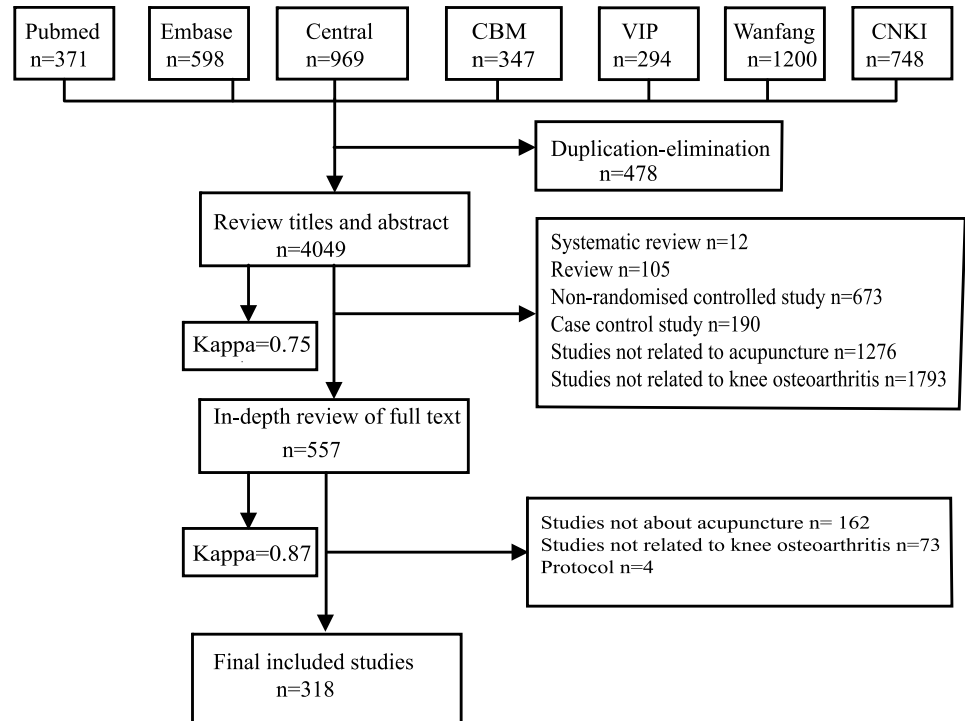 Pubmed
n=371
Embase
n=598
Central
n=969
CBM
n=347
VIP
n=294
Wanfang
n=1200
CNKI
n=748
Duplication-elimination
n=478
Review titles and abstract
n=4049
Systematic review n=12
Review n=105
Non-randomised controlled study n=673
Case control study n=190
Studies not related to acupuncture n=1276
Studies not related to knee osteoarthritis n=1793
Kappa=0.75
In-depth review of full text
n=557
Studies not about acupuncture n= 162
Studies not related to knee osteoarthritis n=73
Protocol n=4
Kappa=0.87
Final included studies
n=318